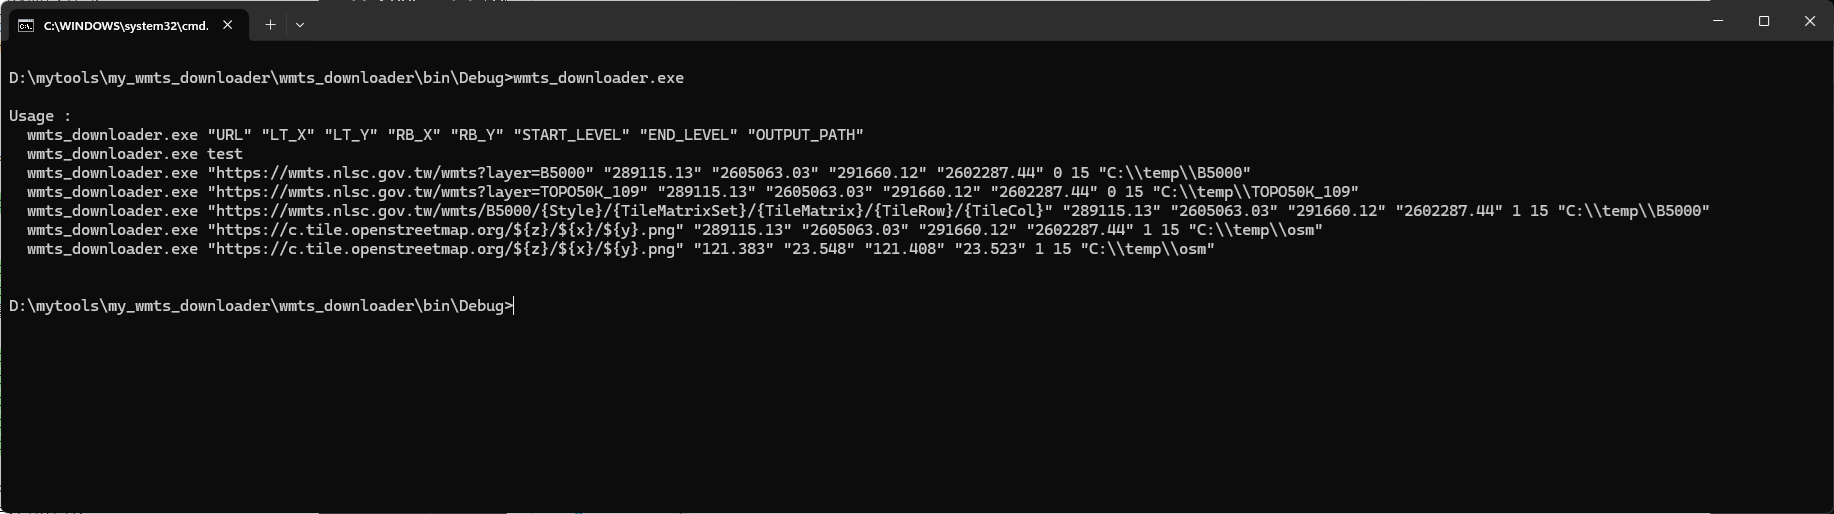 C:\WINDOWS\system32\cmd.
D:\mytools\my_wmts_downloader\wmts_downloader\bin\Debug>wmts_downloader.exe
Usage :
wmts_downloader.exe "URL" "LT_X" "LT_Y" "RB_X" "RB_Y" "START_LEVEL" "END_LEVEL" "OUTPUT_PATH"
wmts_downloader.exe test
wmts_downloader.exe "https://wmts.nlsc.gov.tw/wmts?layer=B5000" "289115.13" "2605063.03" "291660.12" "2602287.44" 0 15 "C:\\temp\\B5000"
wmts_downloader.exe "https://wmts.nlsc.gov.tw/wmts?layer=TOPO50K_109" "289115.13" "2605063.03" "291660.12" "2602287.44" 0 15 "C:\\temp\\TOPO50K_109"
wmts_downloader.exe "https://wmts.nlsc.gov.tw/wmts/B5000/{Style}/{TileMatrixSet}/{TileMatrix}/{TileRow}/{TileCol}" "289115.13" "2605063.03" "291660.12" "2602287.44" 1 15 "C:\\temp\\B5000"
wmts_downloader.exe "https://c.tile.openstreetmap.org/${z}/${x}/${y}.png" "289115.13" "2605063.03" "291660.12" "2602287.44" 1 15 "C:\\temp\\osm"
wmts_downloader.exe "https://c.tile.openstreetmap.org/${z}/${x}/${y}.png" "121.383" "23.548" "121.408" "23.523" 1 15 "C:\\temp\\osm"
D:\mytools\my_wmts_downloader\wmts_downloader\bin\Debug>